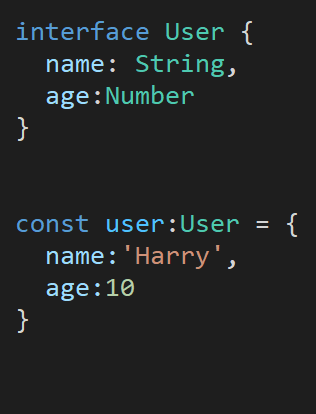 interface User {
  name: String,
  age:Number
}
const user:User = {
  name:'Harry',
  age:10
}